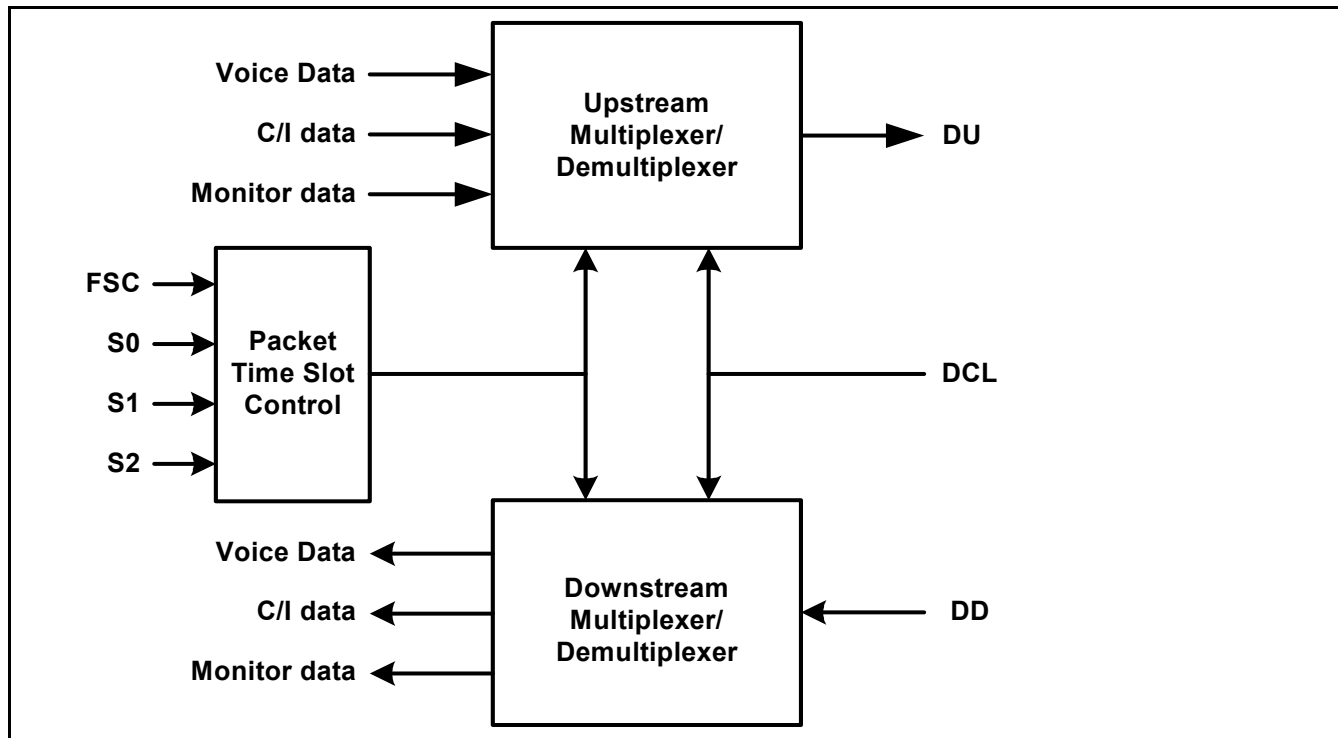 Voice Data
C/I data
Monitor data
Upstream
Multiplexer/
Demultiplexer
DU
FSC
S0
S1
S2
Packet
Time Slot
Control
DCL
Voice Data
C/I data
Monitor data
Downstream
Multiplexer/
Demultiplexer
DD